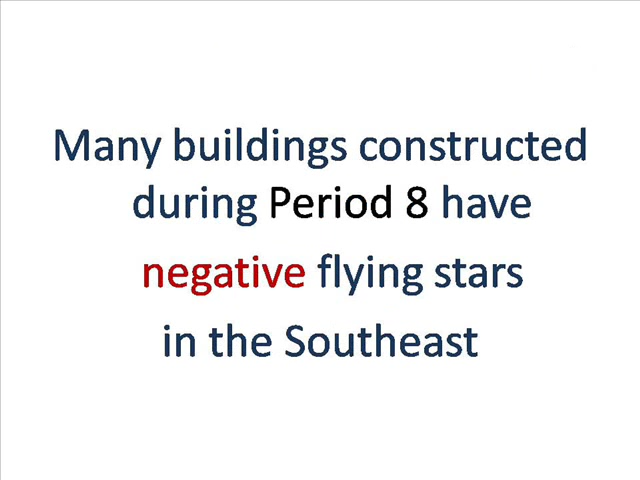 Many buildings constructed
during Period 8 have
negative flying stars
in the Southeast